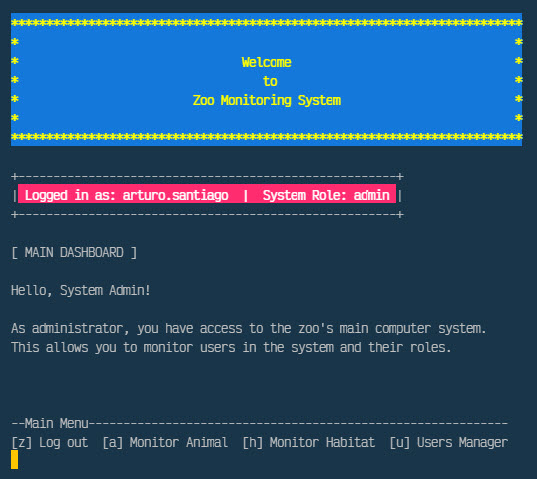 *************************************************************************
* *
* Welcome *
* to *
* Zoo Monitoring System *
* *
*************************************************************************
+------------------------------------------------------+
| Logged in as: arturo.santiago | System Role: admin |
+------------------------------------------------------+
[ MAIN DASHBOARD ]
Hello, System Admin!
As administrator, you have access to the zoo's main computer system.
This allows you to monitor users in the system and their roles.
--Main Menu------------------------------------------------------------
[z] Log out [a] Monitor Animal [h] Monitor Habitat [u] Users Manager